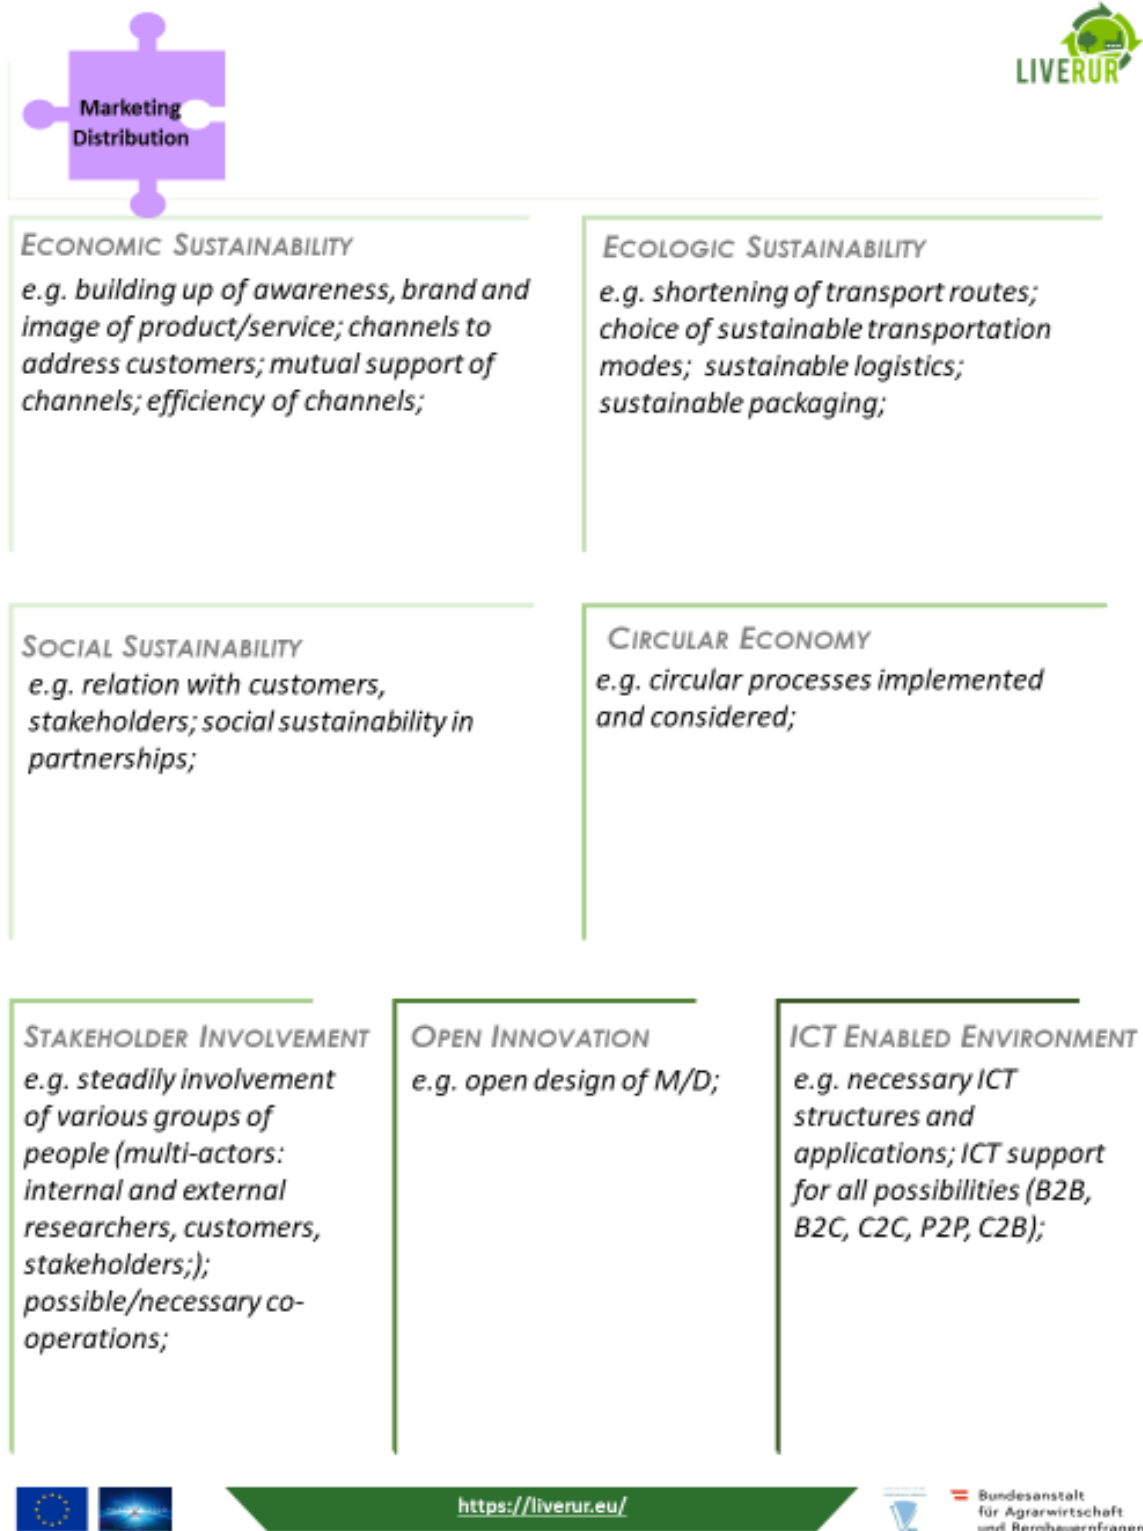 Marketing
Distribution
LIVERUR
ECONOMIC SUSTAINABILITY
e.g. building up of awareness, brand and
image of product/service; channels to
address customers; mutual support of
channels; efficiency of channels;
ECOLOGIC SUSTAINABILITY
e.g. shortening of transport routes;
choice of sustainable transportation
modes; sustainable logistics;
sustainable packaging;
SOCIAL SUSTAINABILITY
e.g. relation with customers,
stakeholders; social sustainability in
partnerships;
CIRCULAR ECONOMY
e.g. circular processes implemented
and considered;
STAKEHOLDER INVOLVEMENT
e.g. steadily involvement
of various groups of
people (multi-actors:
internal and external
researchers, customers,
stakeholders;);
possible/necessary co-
operations;
OPEN INNOVATION
e.g. open design of M/D;
ICT ENABLED ENVIRONMENT
e.g. necessary ICT
structures and
applications; ICT support
for all possibilities (B2B,
B2C, C2C, P2P, C2B);
https://liverur.eu/
Bundesanstalt
für Agrarwirtschaft
und Bergbauernfragen